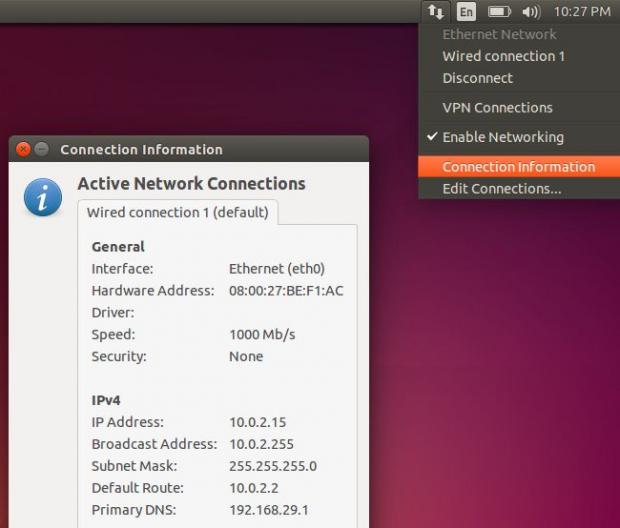 En 10:27 PM
Ethernet Network
Wired connection 1
Disconnect
VPN Connections
Enable Networking
Connection Information
Edit Connections...
Connection Information
Active Network Connections
Wired connection 1 (default)
General
Interface: Ethernet (eth0)
Hardware Address: 08:00:27:BE:F1:AC
Driver:
Speed: 1000 Mb/s
Security: None
IPv4
IP Address: 10.0.2.15
Broadcast Address: 10.0.2.255
Subnet Mask: 255.255.255.0
Default Route: 10.0.2.2
Primary DNS: 192.168.29.1